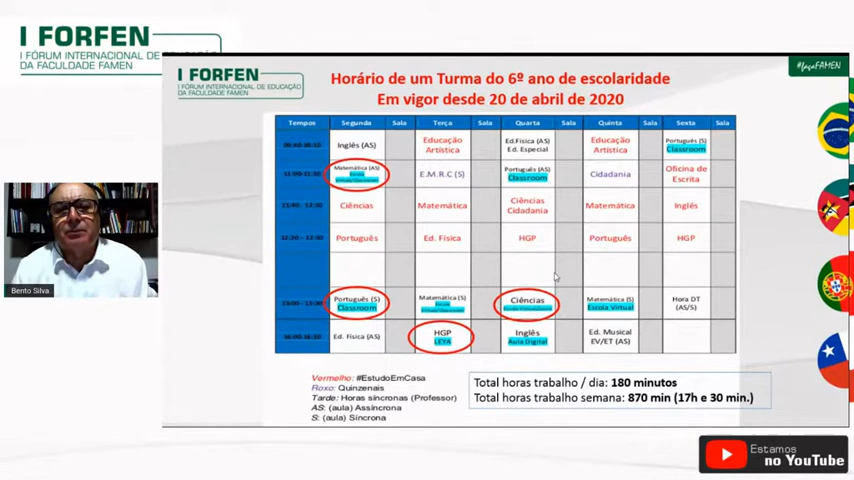 I FORFEN
I FÓRUM INTERNACIONAL DE EDUCAÇÃO
DA FACULDADE FAMEN
I FORFEN
I FÓRUM INTERNACIONAL DE EDUCAÇÃO
DA FACULDADE FAMEN
#façaFAMEN
Horário de um Turma do 6º ano de escolaridade
Em vigor desde 20 de abril de 2020
Tempos Segunda Sala Terça Sala Quarta Sala Quinta Sala Sexta Sala
Inglês (AS) Educação Artística Ed.Física (AS) Ed. Especial Educação Artística Português (S) Classroom
Matemática (AS) E.M.R.C (S) Português (AS) Classroom Cidadania Oficina de Escrita
Ciências Matemática Ciências Cidadania Matemática Inglês
Português Ed. Física HGP Português HGP
Português (S) Classroom Matemática (S) Ciências Matemática (S) Escola Virtual Hora DT (AS/S)
Ed. Física (AS) HGP LEYA Inglês Aula Digital Ed. Musical EV/ET (AS)
Vermelho: #EstudoEmCasa
Roxo: Quinzenais
Tarde: Horas síncronas (Professor)
AS: (aula) Assíncrona
S: (aula) Síncrona
Total horas trabalho / dia: 180 minutos
Total horas trabalho semana: 870 min (17h e 30 min.)
Bento Silva
Estamos
no YouTube